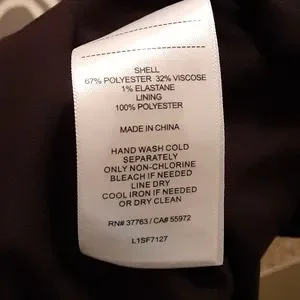 SHELL
67% POLYESTER 32% VISCOSE
1% ELASTANE
LINING
100% POLYESTER
MADE IN CHINA
HAND WASH COLD
SEPARATELY
ONLY NON-CHLORINE
BLEACH IF NEEDED
LINE DRY
COOL IRON IF NEEDED
OR DRY CLEAN
RN# 37763 / CA# 55972
L1SF7127